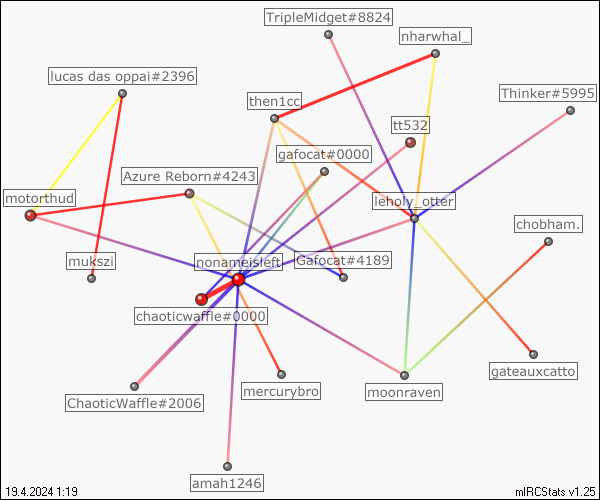 TripleMidget#8824
nharwhal_
lucas das oppai#2396
Thinker#5995
then1cc
tt532
gafocat#0000
Azure Reborn#4243
motorthud
leholy_otter
chobham.
mukszi
nonameisleft
Gafocat#4189
chaoticwaffle#0000
gateauxcatto
mercurybro
moonraven
ChaoticWaffle#2006
amah1246
19.4.2024 1:19
mIRCStats v1.25